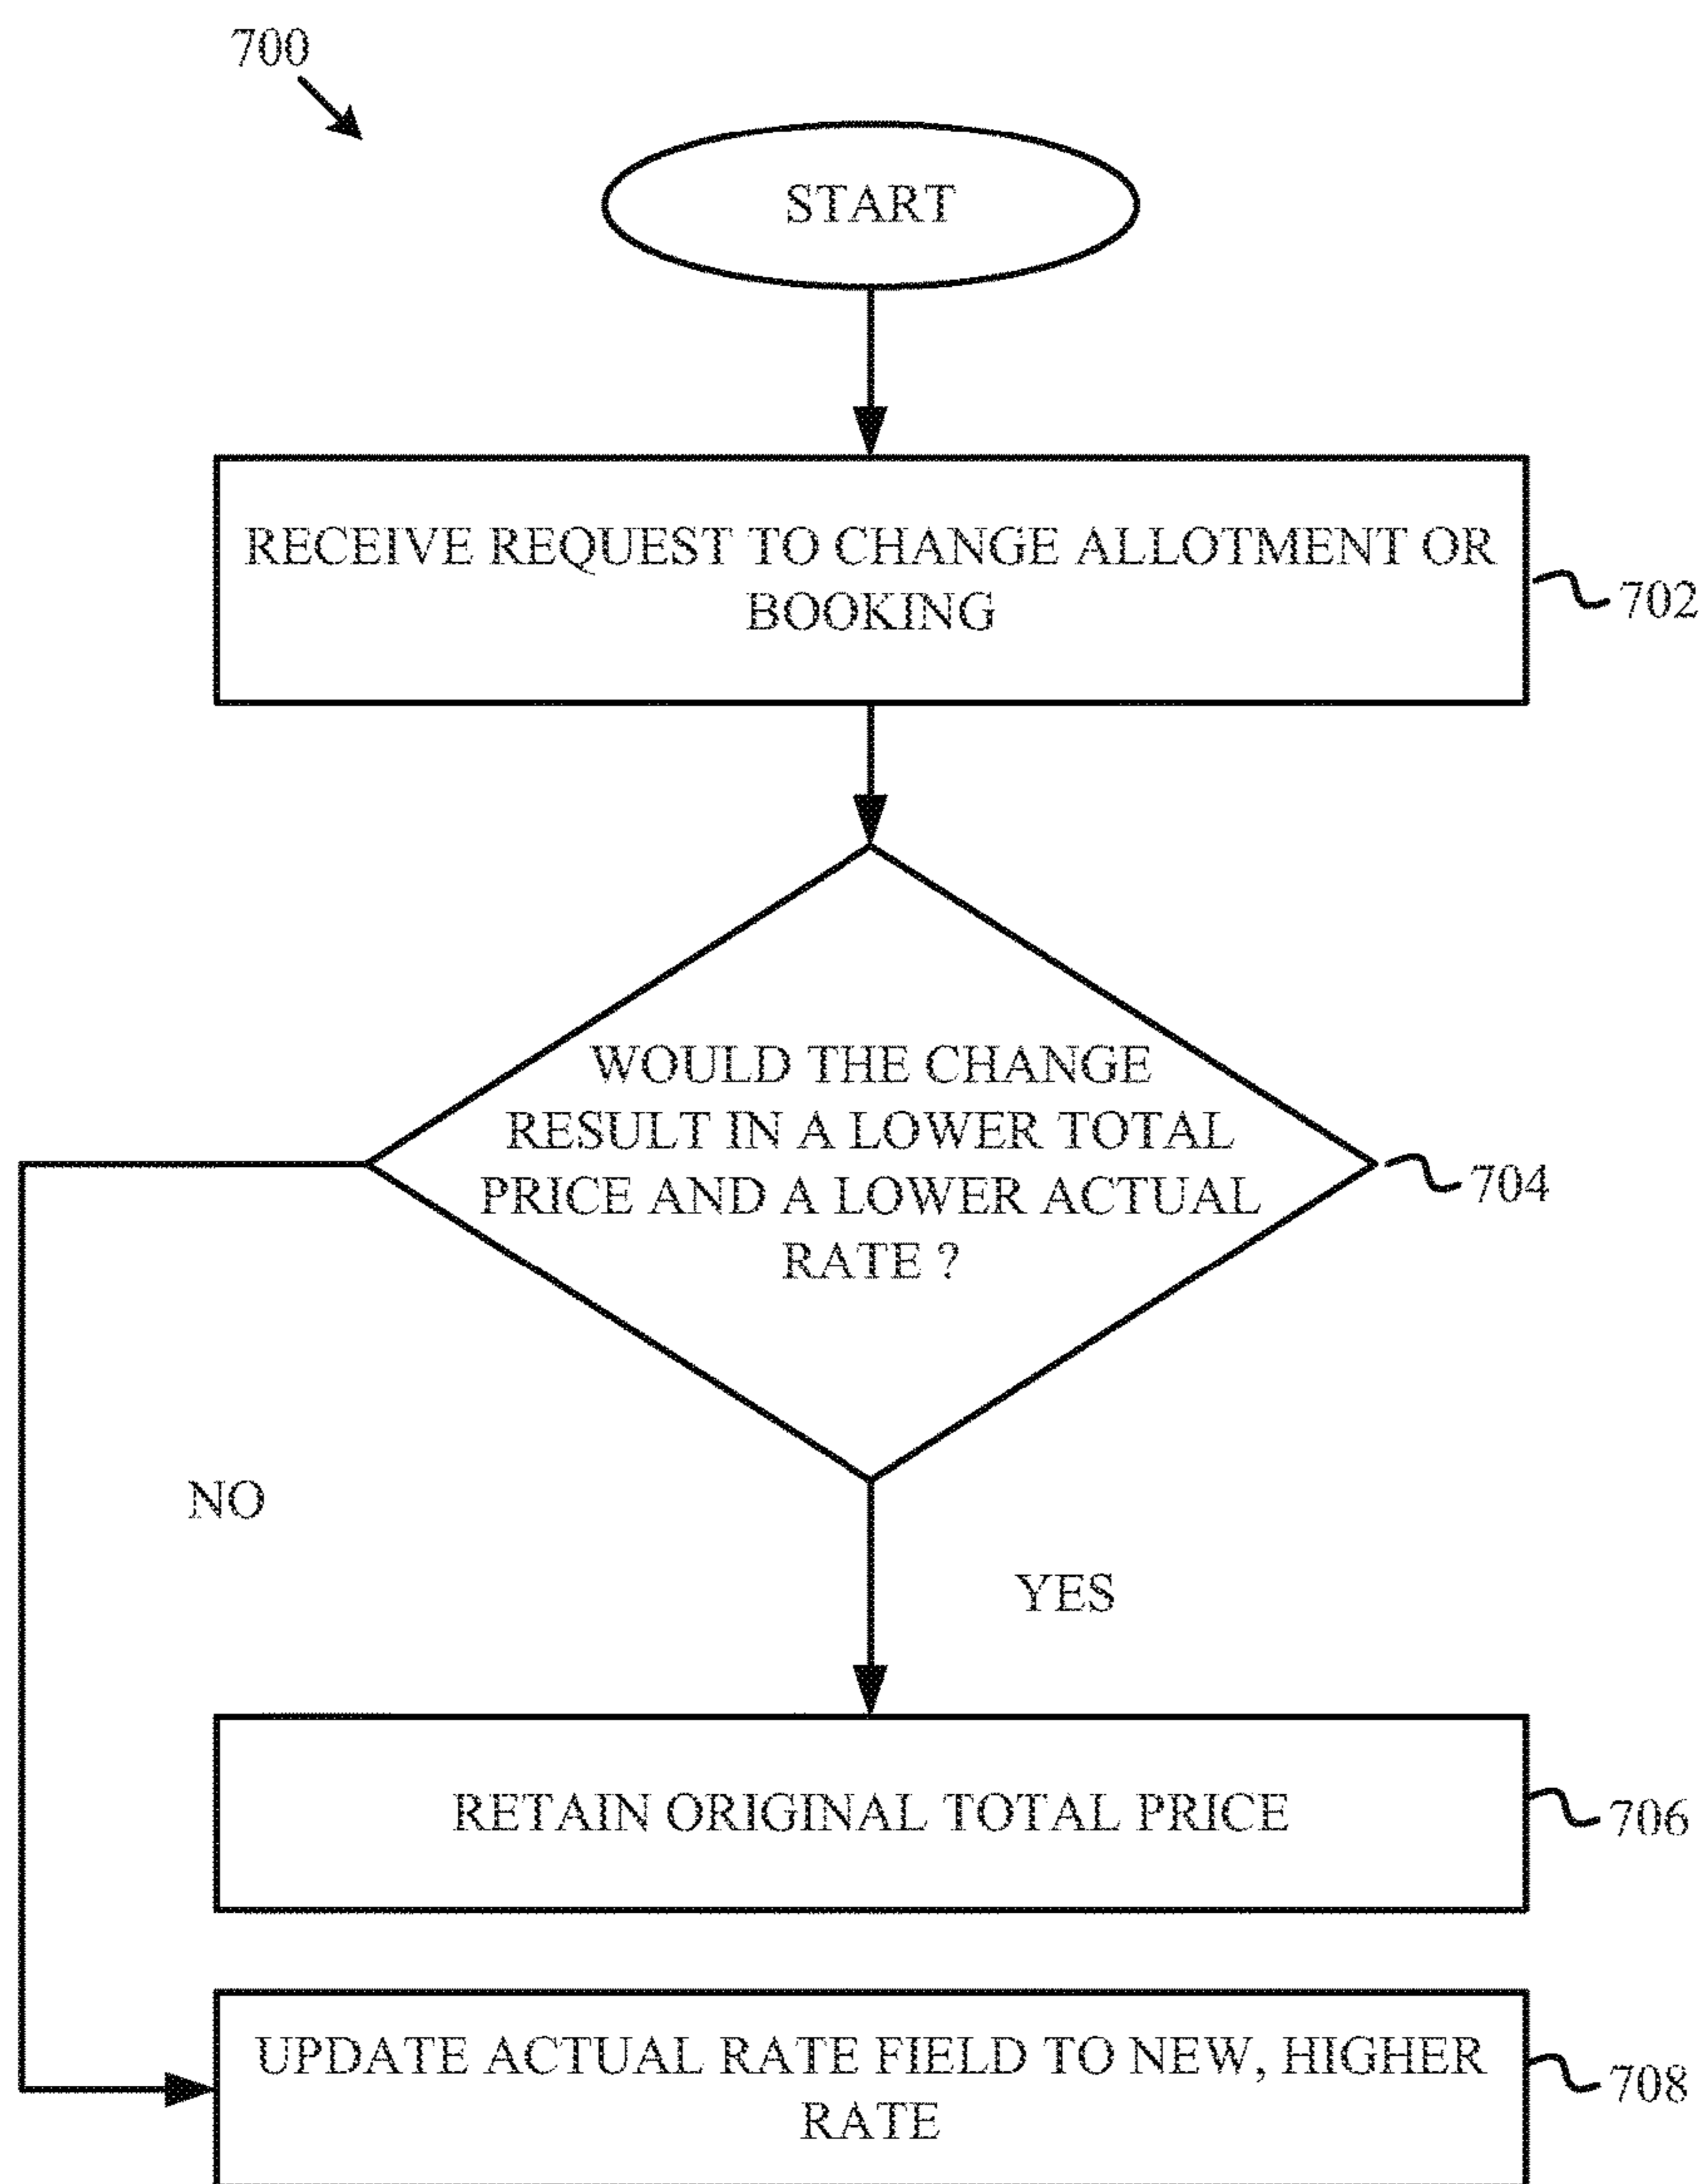 700
START
RECEIVE REQUEST TO CHANGE ALLOTMENT OR
BOOKING
702
WOULD THE CHANGE
RESULT IN A LOWER TOTAL
PRICE AND A LOWER ACTUAL
RATE ?
704
NO
YES
RETAIN ORIGINAL TOTAL PRICE
706
UPDATE ACTUAL RATE FIELD TO NEW, HIGHER
RATE
708